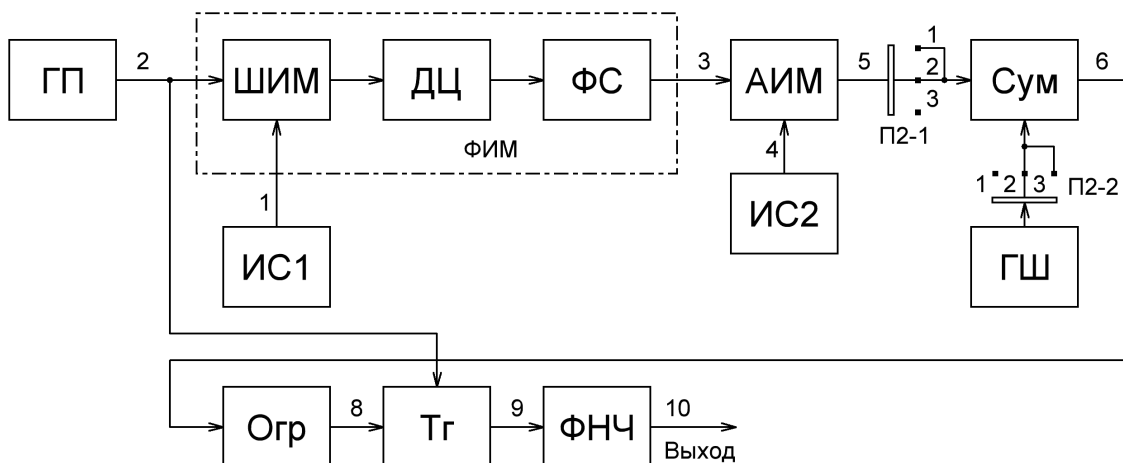 2 3 5 1 6
ГП ШИМ ДЦ ФС АИМ 2 Сум
3
ФИМ П2-1
4
1 1 2 3 П2-2
ИС2
ИС1 ГШ
8 9 10
Огр Тг ФНЧ
Выход